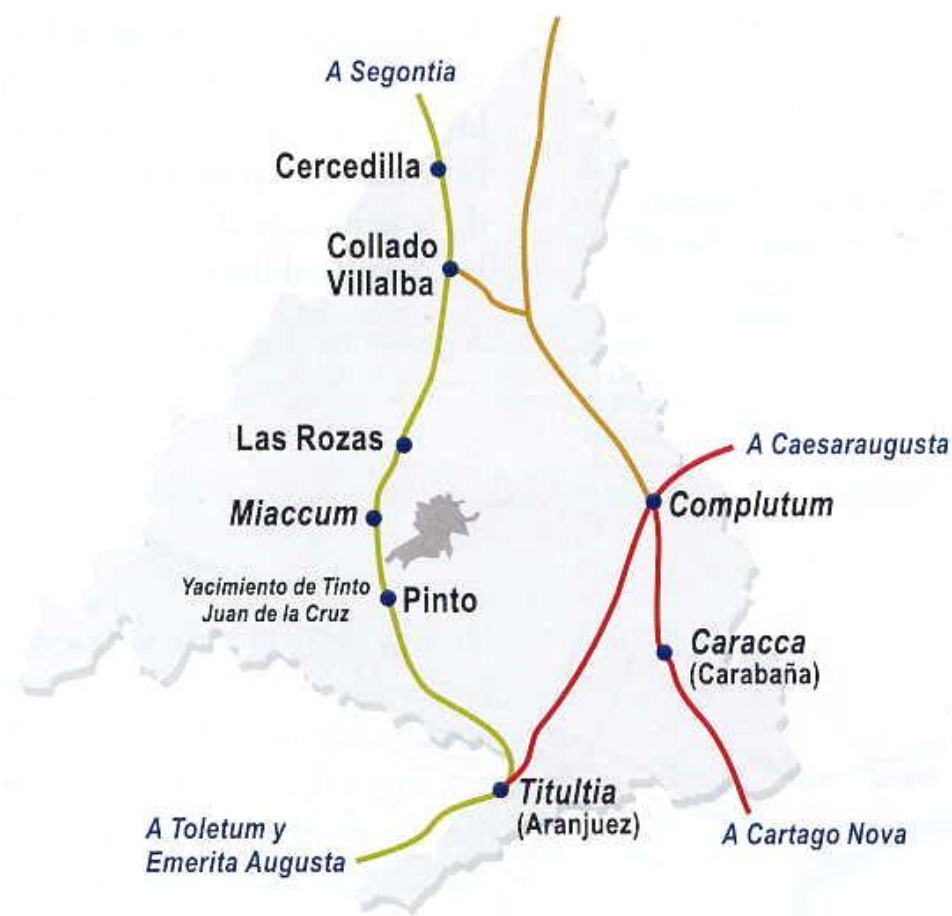 A Segontia
Cercedilla
Collado
Villalba
Las Rozas
A Caesaraugusta
Miaccum
Complutum
Yacimiento de Tinto
Juan de la Cruz
Pinto
Caracca
(Carabaña)
Titultia
(Aranjuez)
A Toletum y
Emerita Augusta
A Cartago Nova